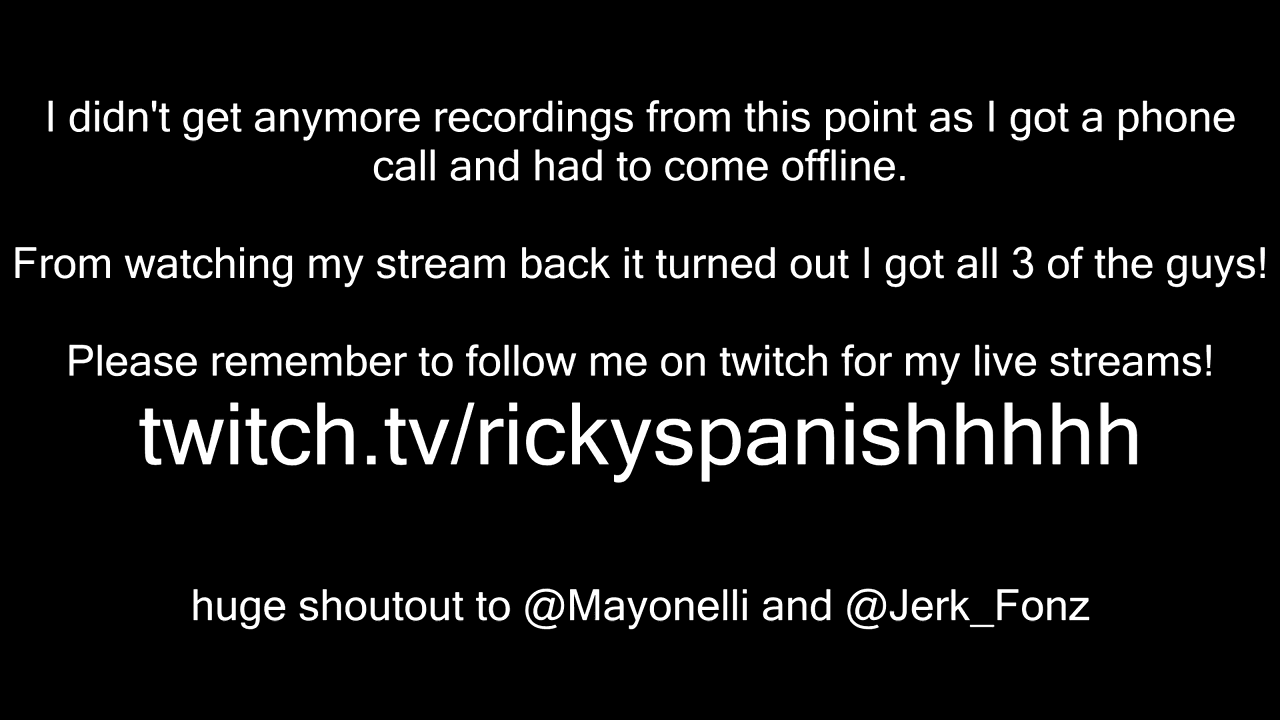 I didn't get anymore recordings from this point as I got a phone
call and had to come offline.
From watching my stream back it turned out I got all 3 of the guys!
Please remember to follow me on twitch for my live streams!
twitch.tv/rickyspanishhhhh
huge shoutout to @Mayonelli and @Jerk_Fonz